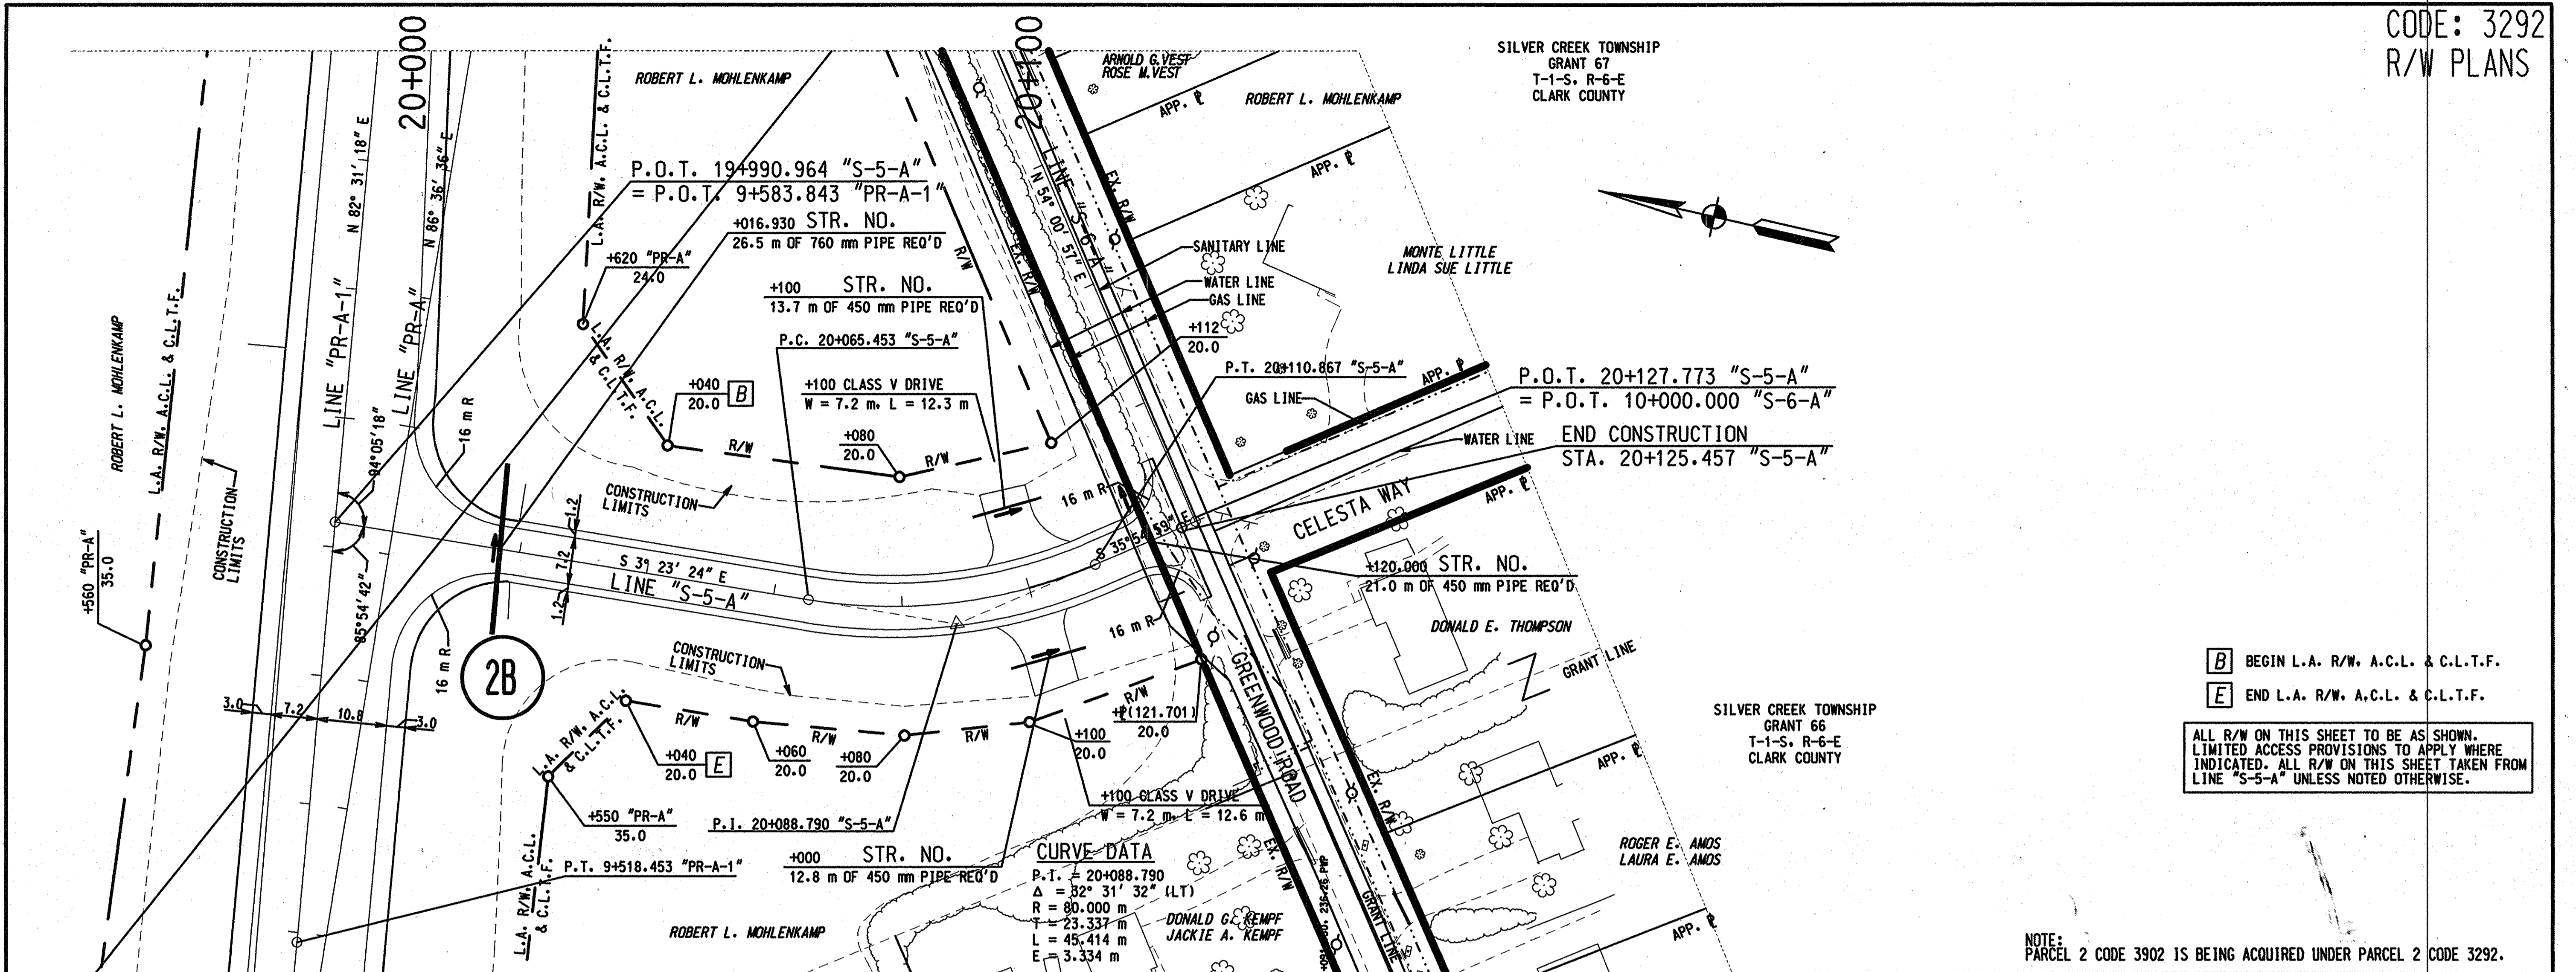 CODE: 3292
R/W PLANS
20+000
20+100
ROBERT L. MOHLENKAMP
ARNOLD G. VEST
ROSE M. VEST
APP. ⅊
ROBERT L. MOHLENKAMP
SILVER CREEK TOWNSHIP
GRANT 67
T-1-S, R-6-E
CLARK COUNTY
N 82° 31' 18" E
N 86° 36' 36" E
L.A. R/W, A.C.L. & C.L.T.F.
P.O.T. 19+990.964 "S-5-A"
= P.O.T. 9+583.843 "PR-A-1"
+016.930 STR. NO.
26.5 m OF 760 mm PIPE REQ'D
+620 "PR-A"
24.0
+100 STR. NO.
13.7 m OF 450 mm PIPE REQ'D
P.C. 20+065.453 "S-5-A"
+100 CLASS V DRIVE
W = 7.2 m, L = 12.3 m
R/W
EX. R/W
LINE "S-6-A"
N 54° 00' 57" E
EX. R/W
APP. ⅊
SANITARY LINE
WATER LINE
GAS LINE
+112
20.0
MONTE LITTLE
LINDA SUE LITTLE
P.T. 20+110.867 "S-5-A"
GAS LINE
APP. ⅊
P.O.T. 20+127.773 "S-5-A"
= P.O.T. 10+000.000 "S-6-A"
WATER LINE
END CONSTRUCTION
STA. 20+125.457 "S-5-A"
CELESTA WAY
APP. ⅊
ROBERT L. MOHLENKAMP
L.A. R/W, A.C.L. & C.L.T.F.
CONSTRUCTION
LIMITS
+560 "PR-A"
35.0
LINE "PR-A-1"
LINE "PR-A"
94°05'18"
85°54'42"
16 m R
L.A. R/W, A.C.L.
& C.L.T.F.
+040
20.0
B
R/W
+080
20.0
R/W
CONSTRUCTION
LIMITS
16 m R
S 35° 54' 59" E
1.2
7.2
1.2
S 3° 23' 24" E
LINE "S-5-A"
+120.000 STR. NO.
21.0 m OF 450 mm PIPE REQ'D
DONALD E. THOMPSON
GRANT LINE
16 m R
16 m R
2B
CONSTRUCTION
LIMITS
GREENWOOD ROAD
3.0
7.2
10.8
3.0
L.A. R/W, A.C.L.
& C.L.T.F.
R/W
R/W
R/W
R/W
+040
20.0
E
+060
20.0
+080
20.0
+100
20.0
+⅊(121.701)
20.0
+550 "PR-A"
35.0
P.I. 20+088.790 "S-5-A"
+100 CLASS V DRIVE
W = 7.2 m, L = 12.6 m
P.T. 9+518.453 "PR-A-1"
+000 STR. NO.
12.8 m OF 450 mm PIPE REQ'D
L.A. R/W, A.C.L.
& C.L.T.F.
ROBERT L. MOHLENKAMP
CURVE DATA
P.I. = 20+088.790
Δ = 32° 31' 32" (LT)
R = 80.000 m
T = 23.337 m
L = 45.414 m
E = 3.334 m
DONALD G. KEMPF
JACKIE A. KEMPF
EX. R/W
GRANT LINE
EX. R/W
APP. ⅊
ROGER E. AMOS
LAURA E. AMOS
APP. ⅊
SILVER CREEK TOWNSHIP
GRANT 66
T-1-S, R-6-E
CLARK COUNTY
B BEGIN L.A. R/W, A.C.L. & C.L.T.F.
E END L.A. R/W, A.C.L. & C.L.T.F.
ALL R/W ON THIS SHEET TO BE AS SHOWN.
LIMITED ACCESS PROVISIONS TO APPLY WHERE
INDICATED. ALL R/W ON THIS SHEET TAKEN FROM
LINE "S-5-A" UNLESS NOTED OTHERWISE.
NOTE:
PARCEL 2 CODE 3902 IS BEING ACQUIRED UNDER PARCEL 2 CODE 3292.